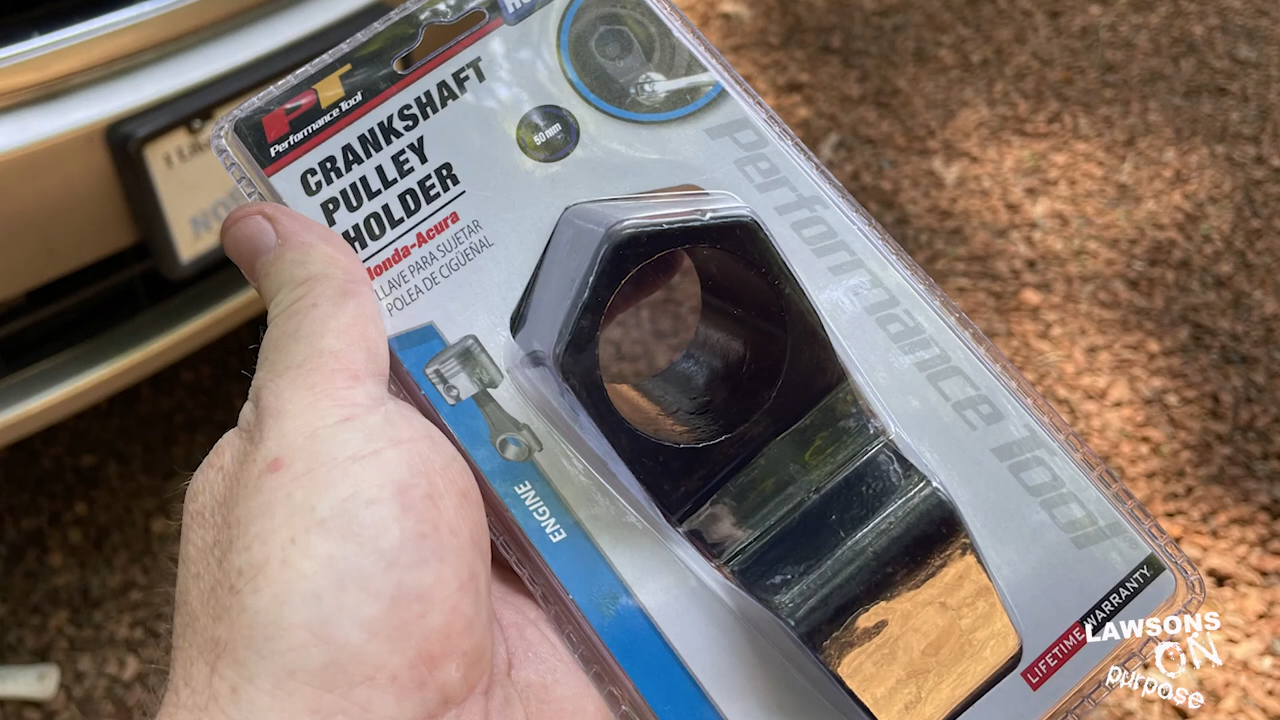 PT
Performance Tool
CRANKSHAFT
PULLEY
HOLDER
Honda-Acura
LLAVE PARA SUJETAR
POLEA DE CIGÜEÑAL
50 mm
ENGINE
Performance Tool
LIFETIME WARRANTY
LAWSONS
ON
purpose